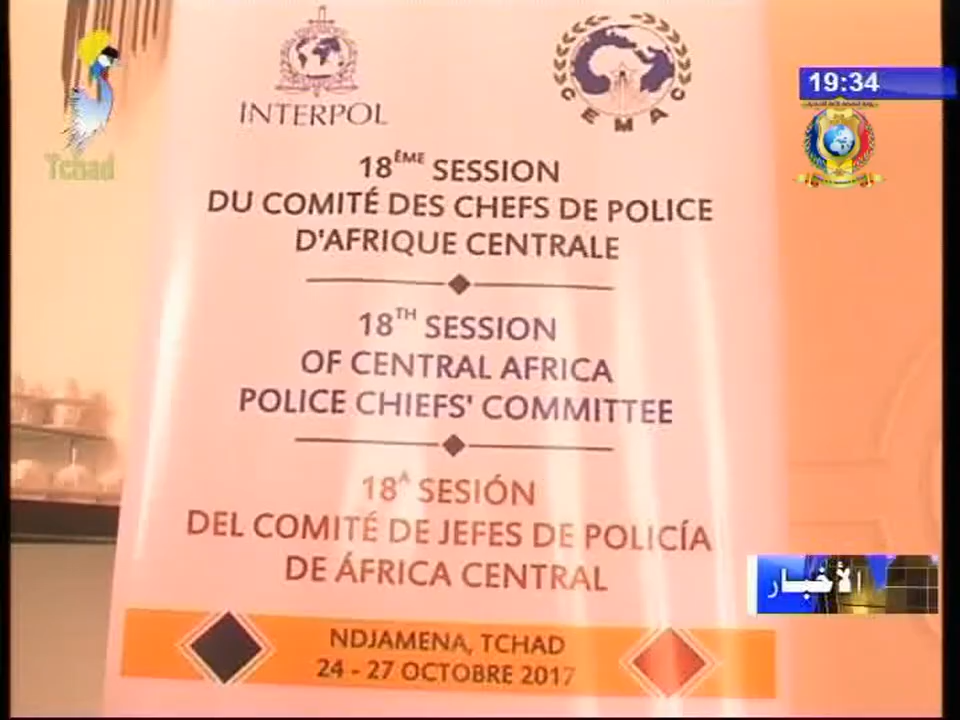 INTERPOL
CEMAC
Tchad
19:34
18ÈME SESSION
DU COMITÉ DES CHEFS DE POLICE
D'AFRIQUE CENTRALE
18TH SESSION
OF CENTRAL AFRICA
POLICE CHIEFS' COMMITTEE
18A SESIÓN
DEL COMITÉ DE JEFES DE POLICÍA
DE ÁFRICA CENTRAL
الأخبار
NDJAMENA, TCHAD
24 - 27 OCTOBRE 2017